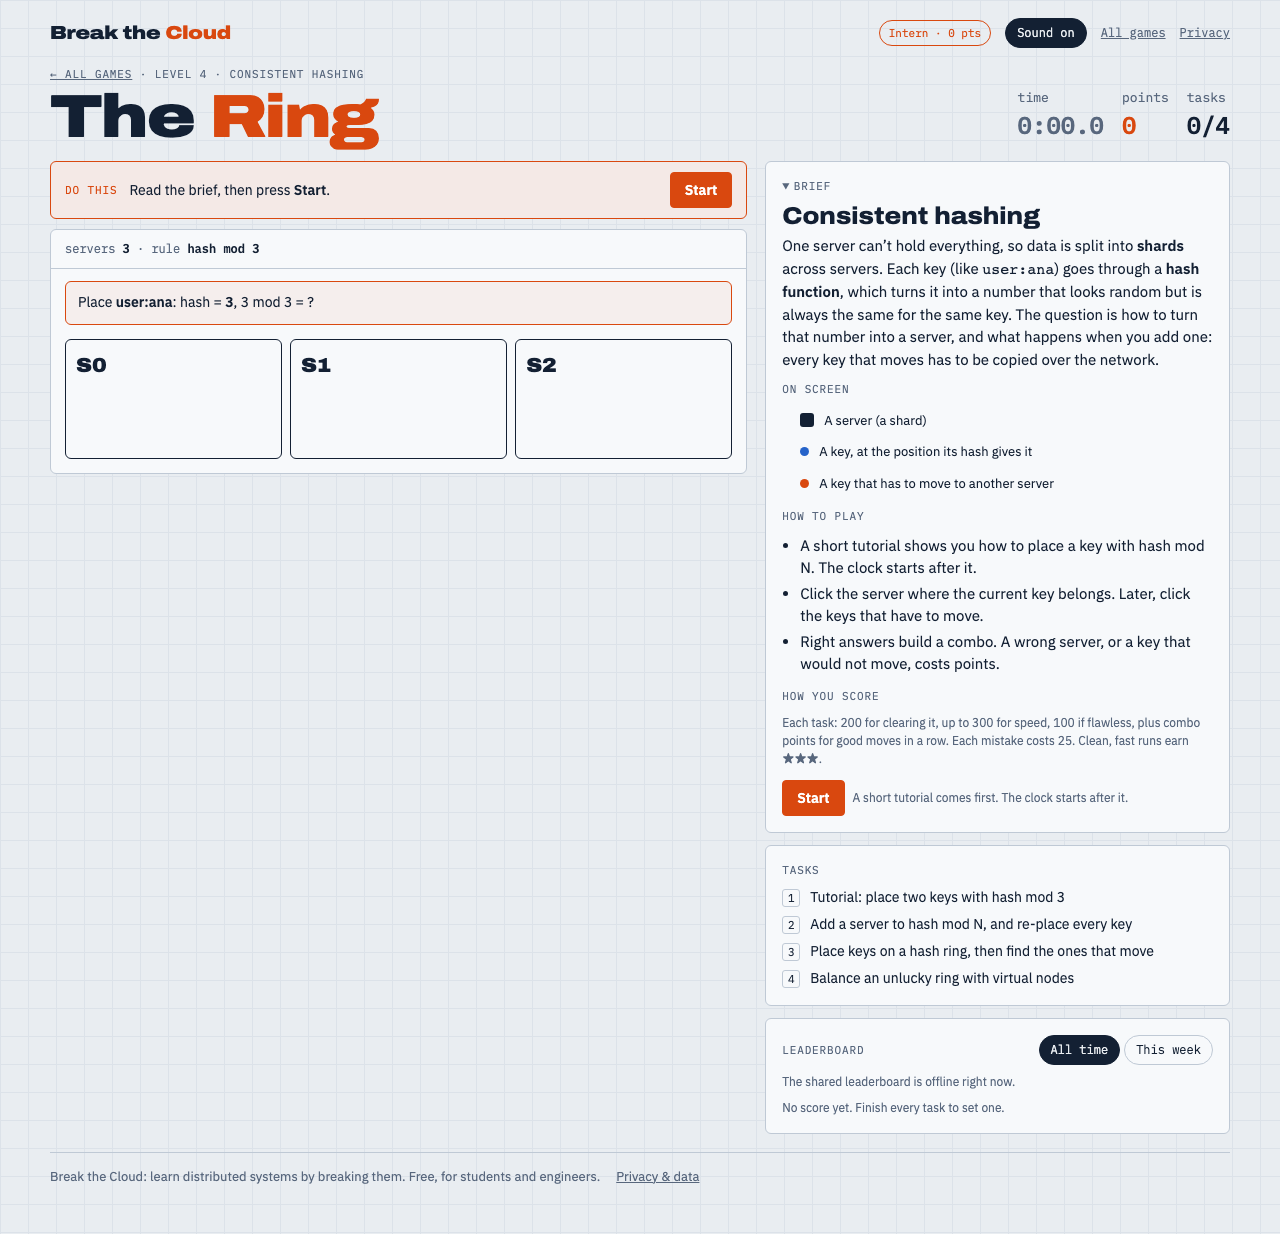 Break the Cloud
Intern · 0 pts
Sound on
All games
Privacy
← ALL GAMES · LEVEL 4 · CONSISTENT HASHING
The Ring
time
0:00.0
points
0
tasks
0/4
DO THIS Read the brief, then press Start.
Start
servers 3 · rule hash mod 3
Place user:ana: hash = 3, 3 mod 3 = ?
S0
S1
S2
▼ BRIEF
Consistent hashing
One server can’t hold everything, so data is split into shards
across servers. Each key (like user:ana) goes through a hash
function, which turns it into a number that looks random but is
always the same for the same key. The question is how to turn
that number into a server, and what happens when you add one:
every key that moves has to be copied over the network.
ON SCREEN
A server (a shard)
A key, at the position its hash gives it
A key that has to move to another server
HOW TO PLAY
• A short tutorial shows you how to place a key with hash mod
N. The clock starts after it.
• Click the server where the current key belongs. Later, click
the keys that have to move.
• Right answers build a combo. A wrong server, or a key that
would not move, costs points.
HOW YOU SCORE
Each task: 200 for clearing it, up to 300 for speed, 100 if flawless, plus combo
points for good moves in a row. Each mistake costs 25. Clean, fast runs earn
★★★.
Start
A short tutorial comes first. The clock starts after it.
TASKS
1 Tutorial: place two keys with hash mod 3
2 Add a server to hash mod N, and re-place every key
3 Place keys on a hash ring, then find the ones that move
4 Balance an unlucky ring with virtual nodes
LEADERBOARD
All time
This week
The shared leaderboard is offline right now.
No score yet. Finish every task to set one.
Break the Cloud: learn distributed systems by breaking them. Free, for students and engineers.
Privacy & data